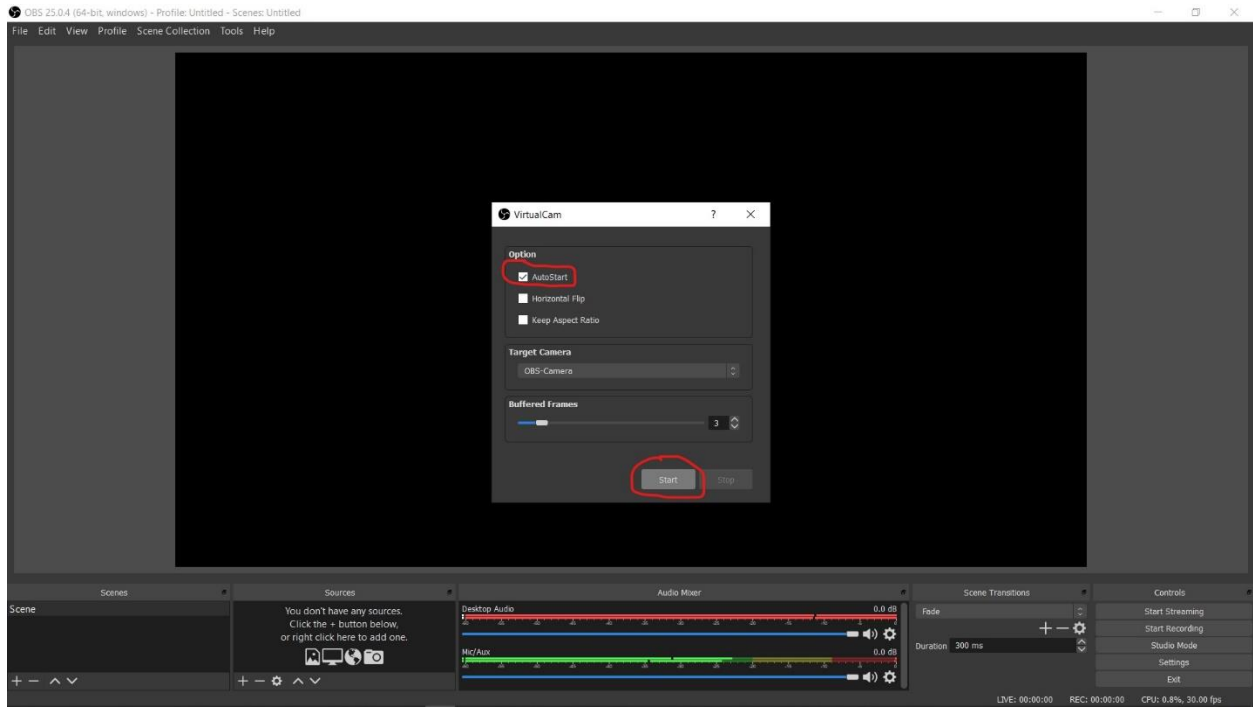 OBS 25.0.4 (64-bit, windows) - Profile: Untitled - Scenes: Untitled
File Edit View Profile Scene Collection Tools Help
VirtualCam ?
Option
AutoStart
Horizontal Flip
Keep Aspect Ratio
Target Camera
OBS-Camera
Buffered Frames
3
Start Stop
Scenes
Scene
Sources
You don't have any sources.
Click the + button below,
or right click here to add one.
Audio Mixer
Desktop Audio 0.0 dB
Mic/Aux 0.0 dB
Scene Transitions
Fade
Duration 300 ms
Controls
Start Streaming
Start Recording
Studio Mode
Settings
Exit
LIVE: 00:00:00 REC: 00:00:00 CPU: 0.8%, 30.00 fps